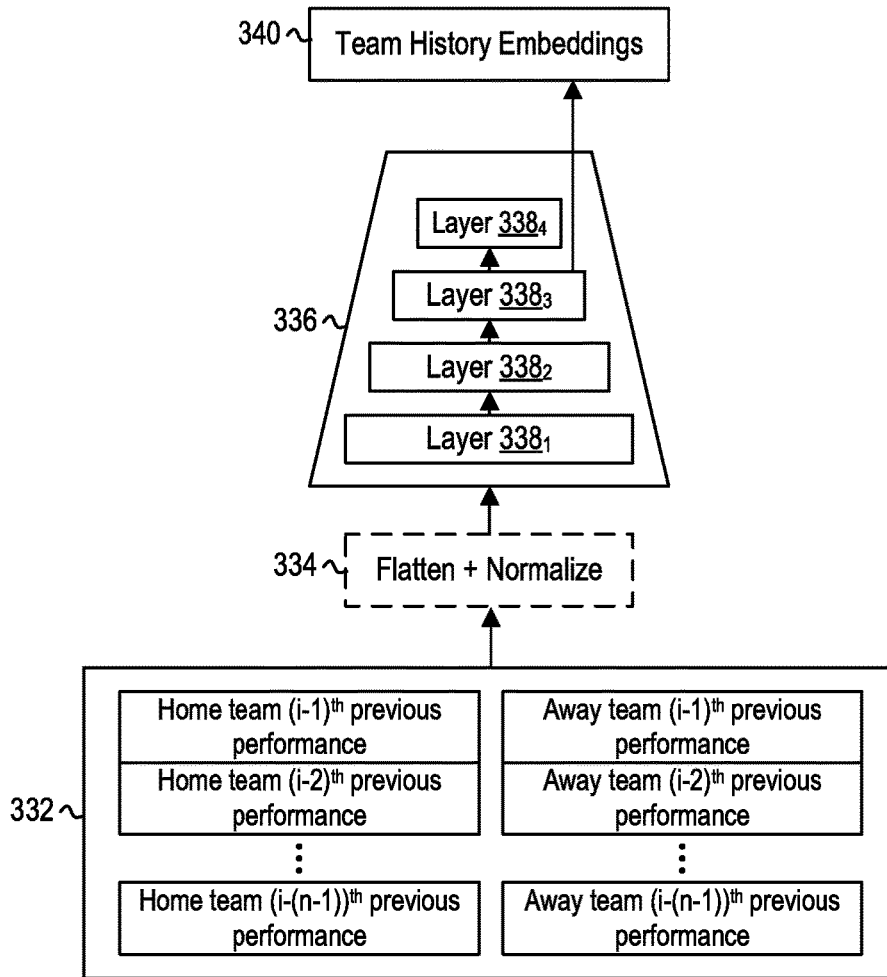 340
Team History Embeddings
Layer 338₄
Layer 338₃
336
Layer 338₂
Layer 338₁
334
Flatten + Normalize
Home team (i-1)ᵗʰ previous
performance
Away team (i-1)ᵗʰ previous
performance
Home team (i-2)ᵗʰ previous
performance
Away team (i-2)ᵗʰ previous
performance
332
Home team (i-(n-1))ᵗʰ previous
performance
Away team (i-(n-1))ᵗʰ previous
performance